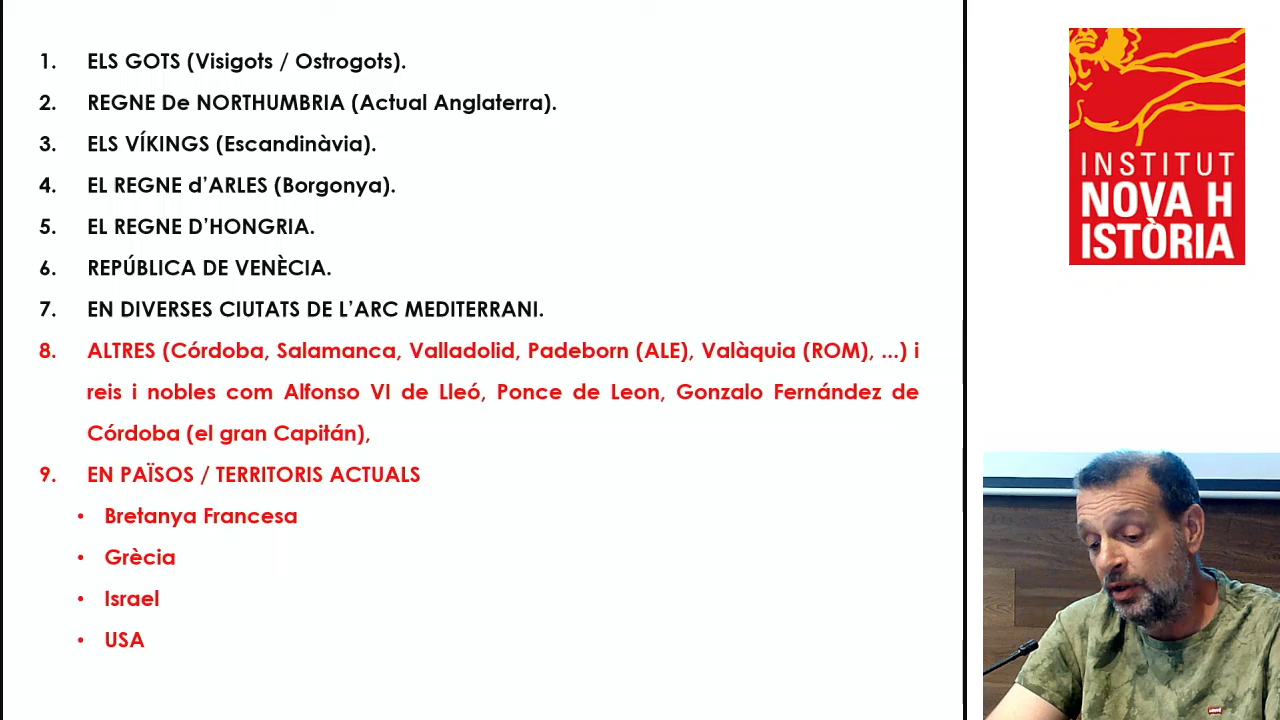 1. ELS GOTS (Visigots / Ostrogots).
2. REGNE De NORTHUMBRIA (Actual Anglaterra).
3. ELS VÍKINGS (Escandinàvia).
4. EL REGNE d’ARLES (Borgonya).
5. EL REGNE D’HONGRIA.
6. REPÚBLICA DE VENÈCIA.
7. EN DIVERSES CIUTATS DE L’ARC MEDITERRANI.
8. ALTRES (Córdoba, Salamanca, Valladolid, Padeborn (ALE), Valàquia (ROM), ...) i
reis i nobles com Alfonso VI de Lleó, Ponce de Leon, Gonzalo Fernández de
Córdoba (el gran Capitán),
9. EN PAÏSOS / TERRITORIS ACTUALS
• Bretanya Francesa
• Grècia
• Israel
• USA
INSTITUT
NOVA H
ISTÒRIA